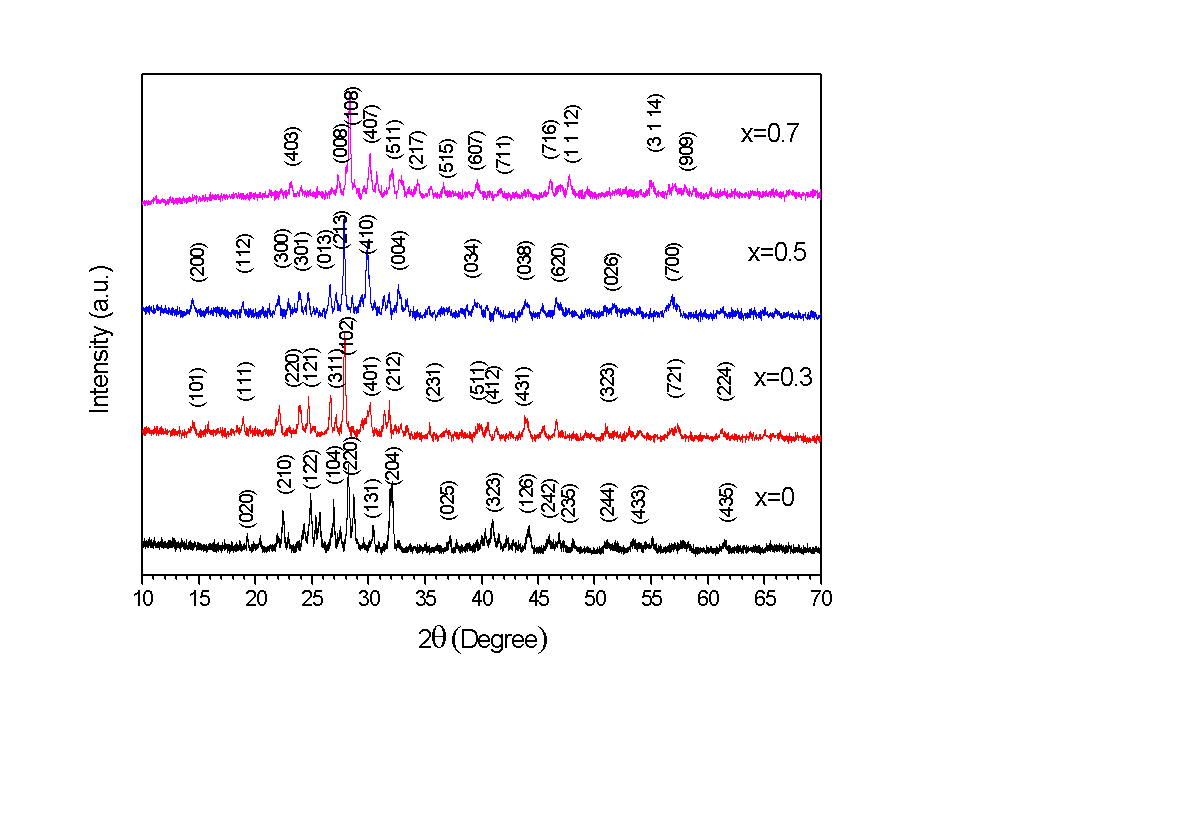 (403) (008) (108) (407) (511) (217) (515) (607) (711) (716) (1 1 12) (3 1 14) (909) x=0.7
(200) (112) (300) (301) (013) (213) (410) (004) (034) (038) (620) (026) (700) x=0.5
(101) (111) (220) (121) (311) (102) (401) (212) (231) (511) (412) (431) (323) (721) (224) x=0.3
(020) (210) (122) (104) (220) (131) (204) (025) (323) (126) (242) (235) (244) (433) (435) x=0
Intensity (a.u.)
10 15 20 25 30 35 40 45 50 55 60 65 70
2θ (Degree)